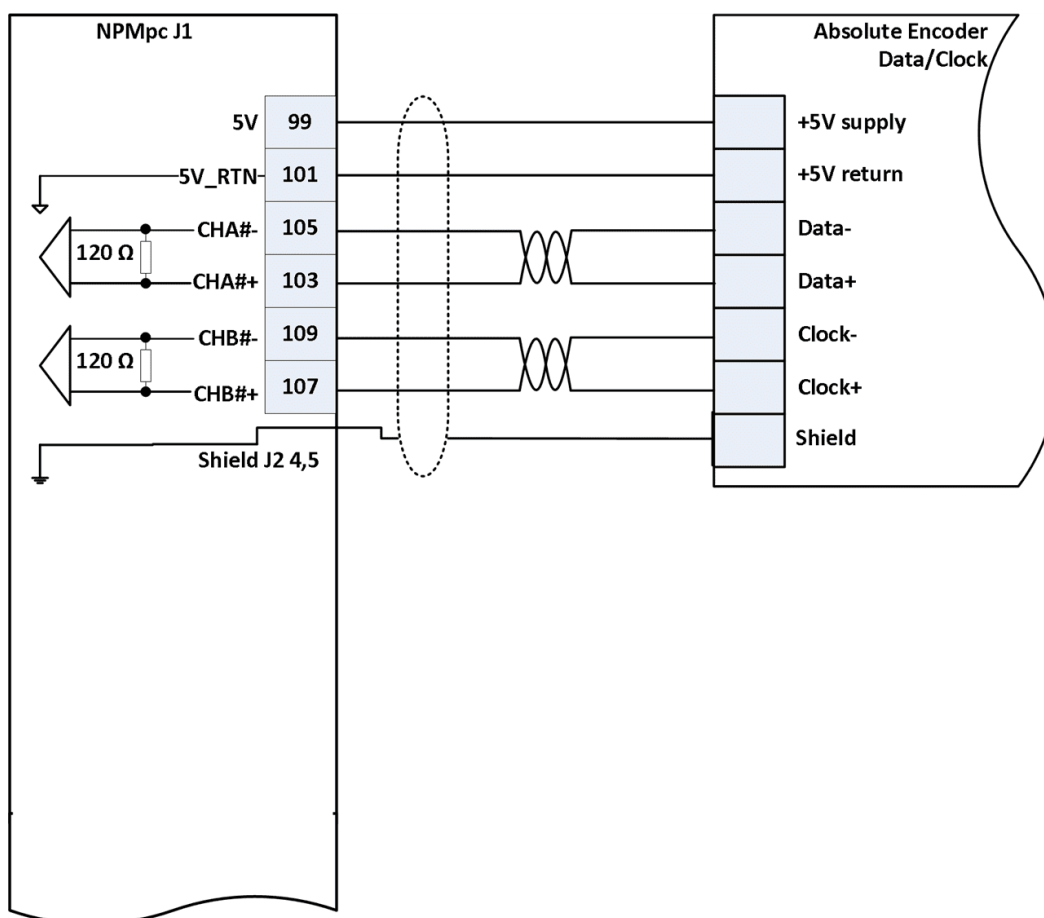 NPMpc J1
Absolute Encoder
Data/Clock
5V 99 +5V supply
5V_RTN 101 +5V return
CHA#- 105 Data-
120 Ω
CHA#+ 103 Data+
CHB#- 109 Clock-
120 Ω
CHB#+ 107 Clock+
Shield
Shield J2 4,5